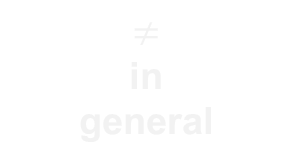 ≠
in
general